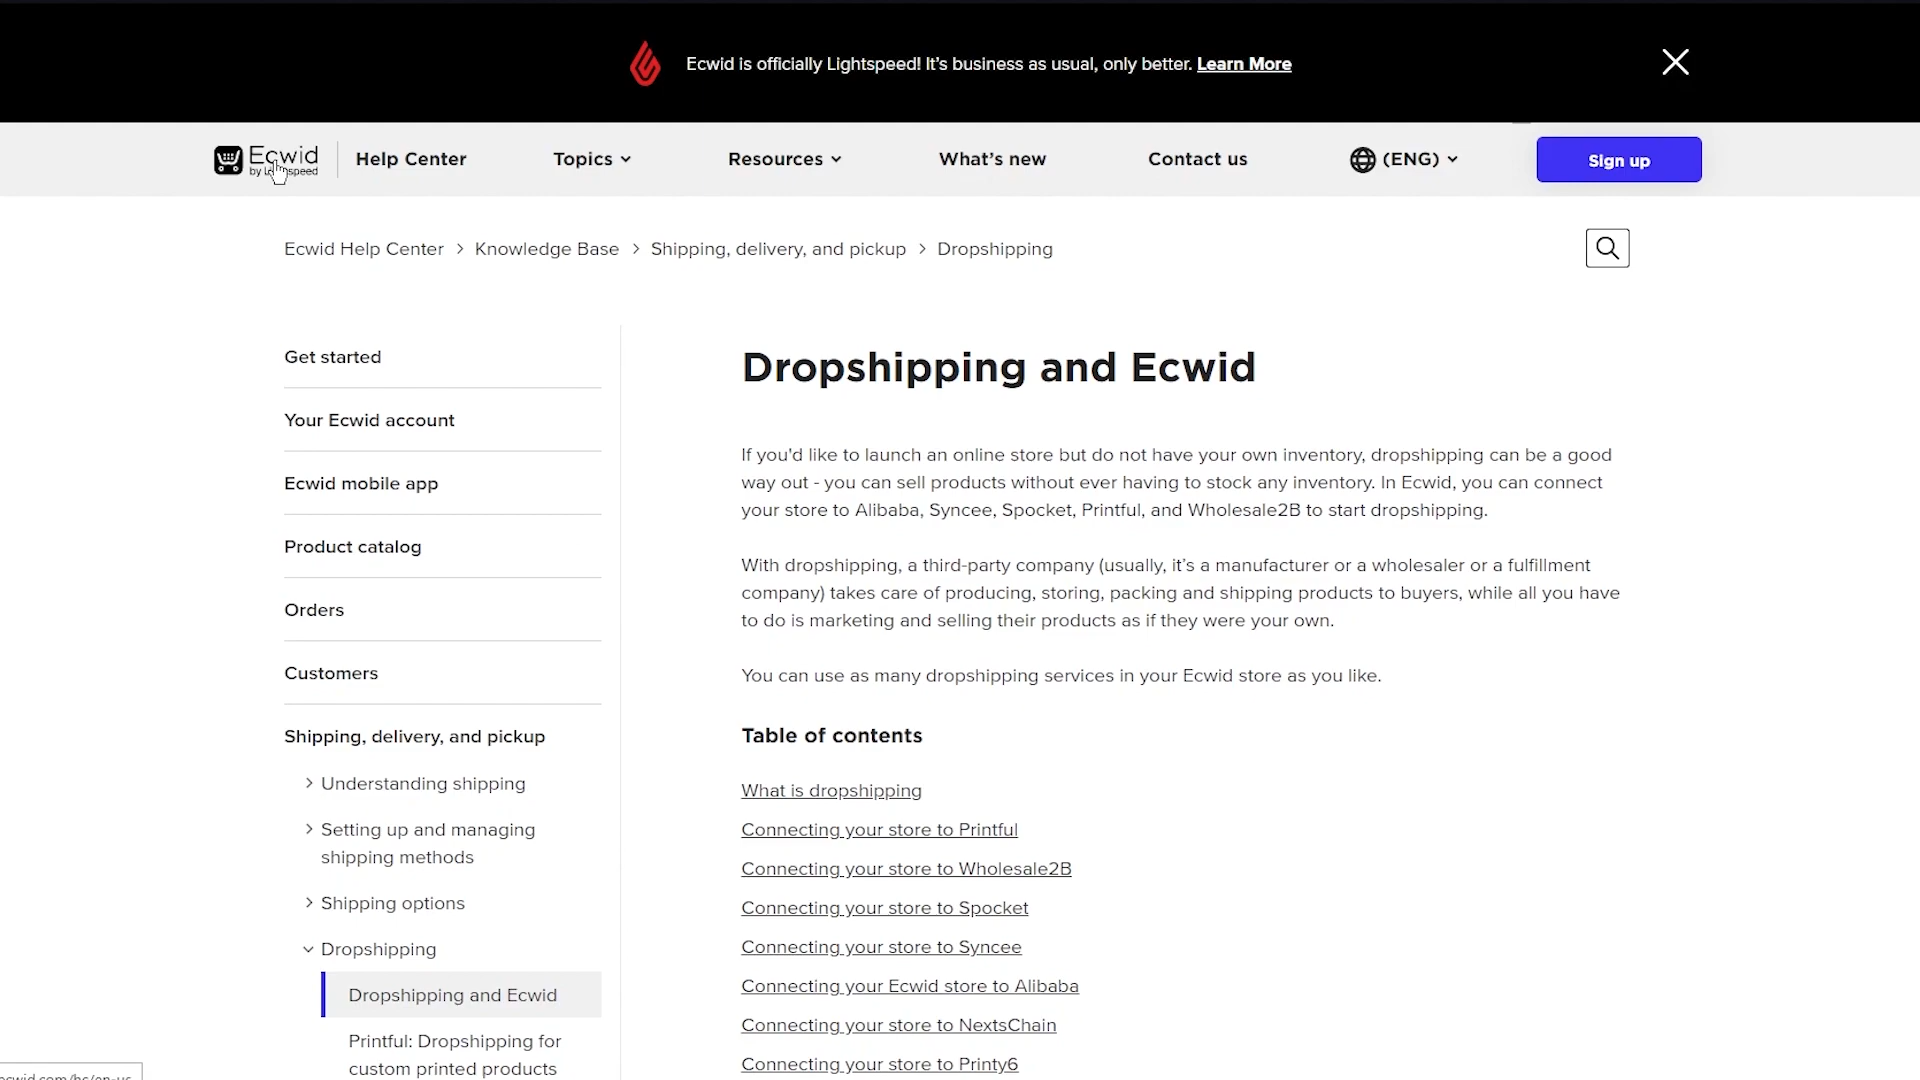 Ecwid is officially Lightspeed! It's business as usual, only better. Learn More
Ecwid
Help Center
Topics
Resources
What's new
Contact us
(ENG)
Sign up
Ecwid Help Center > Knowledge Base > Shipping, delivery, and pickup > Dropshipping
Get started
Your Ecwid account
Ecwid mobile app
Product catalog
Orders
Customers
Shipping, delivery, and pickup
Understanding shipping
Setting up and managing
shipping methods
Shipping options
Dropshipping
Dropshipping and Ecwid
Printful: Dropshipping for
custom printed products
Dropshipping and Ecwid
If you'd like to launch an online store but do not have your own inventory, dropshipping can be a good
way out - you can sell products without ever having to stock any inventory. In Ecwid, you can connect
your store to Alibaba, Syncee, Spocket, Printful, and Wholesale2B to start dropshipping.
With dropshipping, a third-party company (usually, it's a manufacturer or a wholesaler or a fulfillment
company) takes care of producing, storing, packing and shipping products to buyers, while all you have
to do is marketing and selling their products as if they were your own.
You can use as many dropshipping services in your Ecwid store as you like.
Table of contents
What is dropshipping
Connecting your store to Printful
Connecting your store to Wholesale2B
Connecting your store to Spocket
Connecting your store to Syncee
Connecting your Ecwid store to Alibaba
Connecting your store to NextsChain
Connecting your store to Printy6